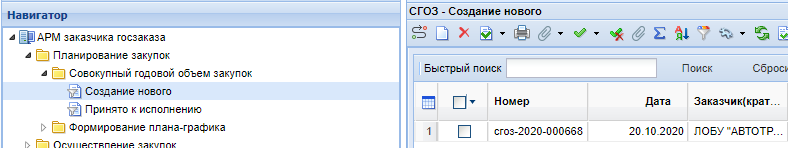 Навигатор
АРМ заказчика госзаказа
Планирование закупок
Совокупный годовой объем закупок
Создание нового
Принято к исполнению
Формирование плана-графика
Осуществление закупок
СГОЗ - Создание нового
Быстрый поиск Поиск Сброси
Номер Дата Заказчик(крат...
1 сгоз-2020-000668 20.10.2020 ЛОБУ "АВТОТР...